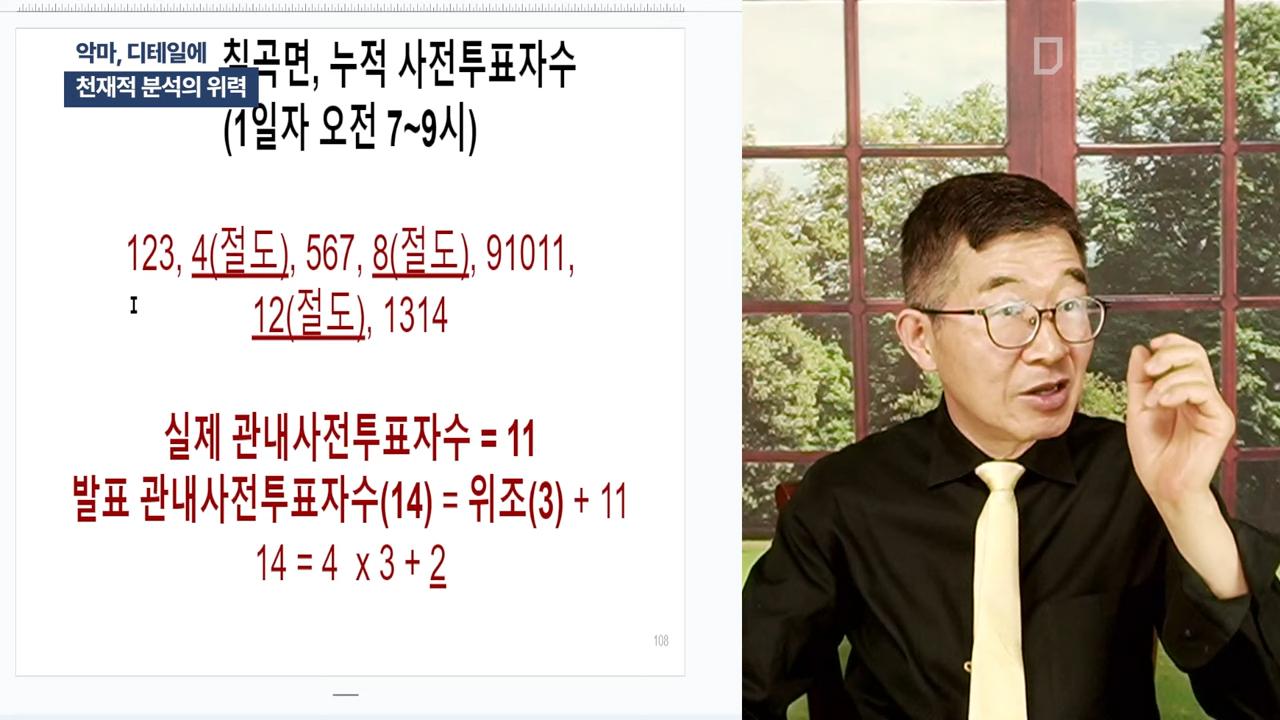 악마, 디테일에
천재적 분석의 위력
칠곡면, 누적 사전투표자수
(1일자 오전 7~9시)
123, 4(절도), 567, 8(절도), 91011,
12(절도), 1314
실제 관내사전투표자수 = 11
발표 관내사전투표자수(14) = 위조(3) + 11
14 = 4 x 3 + 2
108